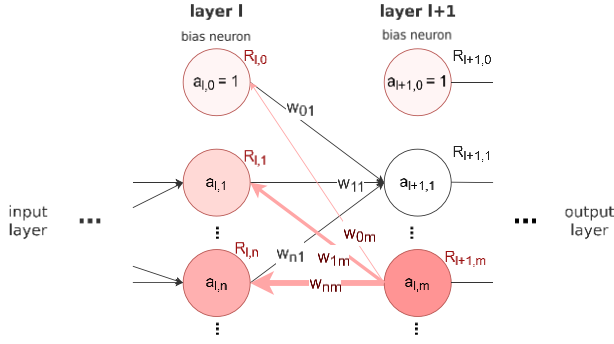 layer l
layer l+1
bias neuron
bias neuron
R_{l,0}
R_{l+1,0}
a_{l,0} = 1
a_{l+1,0} = 1
w_{01}
R_{l,1}
R_{l+1,1}
a_{l,1}
w_{11}
a_{l+1,1}
input
layer
...
...
output
layer
...
...
w_{0m}
R_{l,n}
w_{n1}
w_{1m}
R_{l+1,m}
a_{l,n}
w_{nm}
a_{l,m}
...
...